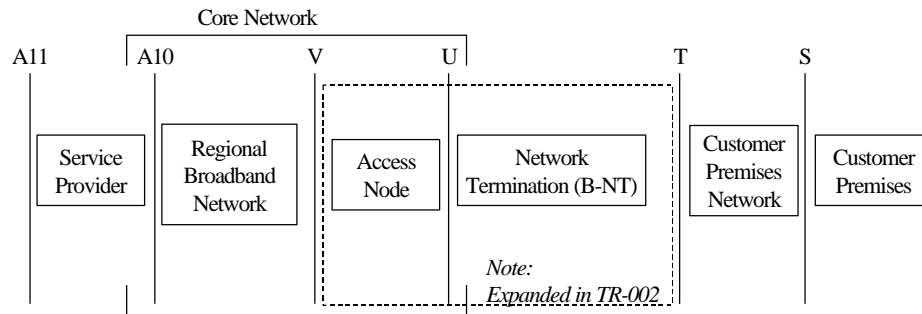 Core Network
A11 A10 V U T S
Service
Provider
Regional
Broadband
Network
Access
Node
Network
Termination (B-NT)
Customer
Premises
Network
Customer
Premises
Note:
Expanded in TR-002